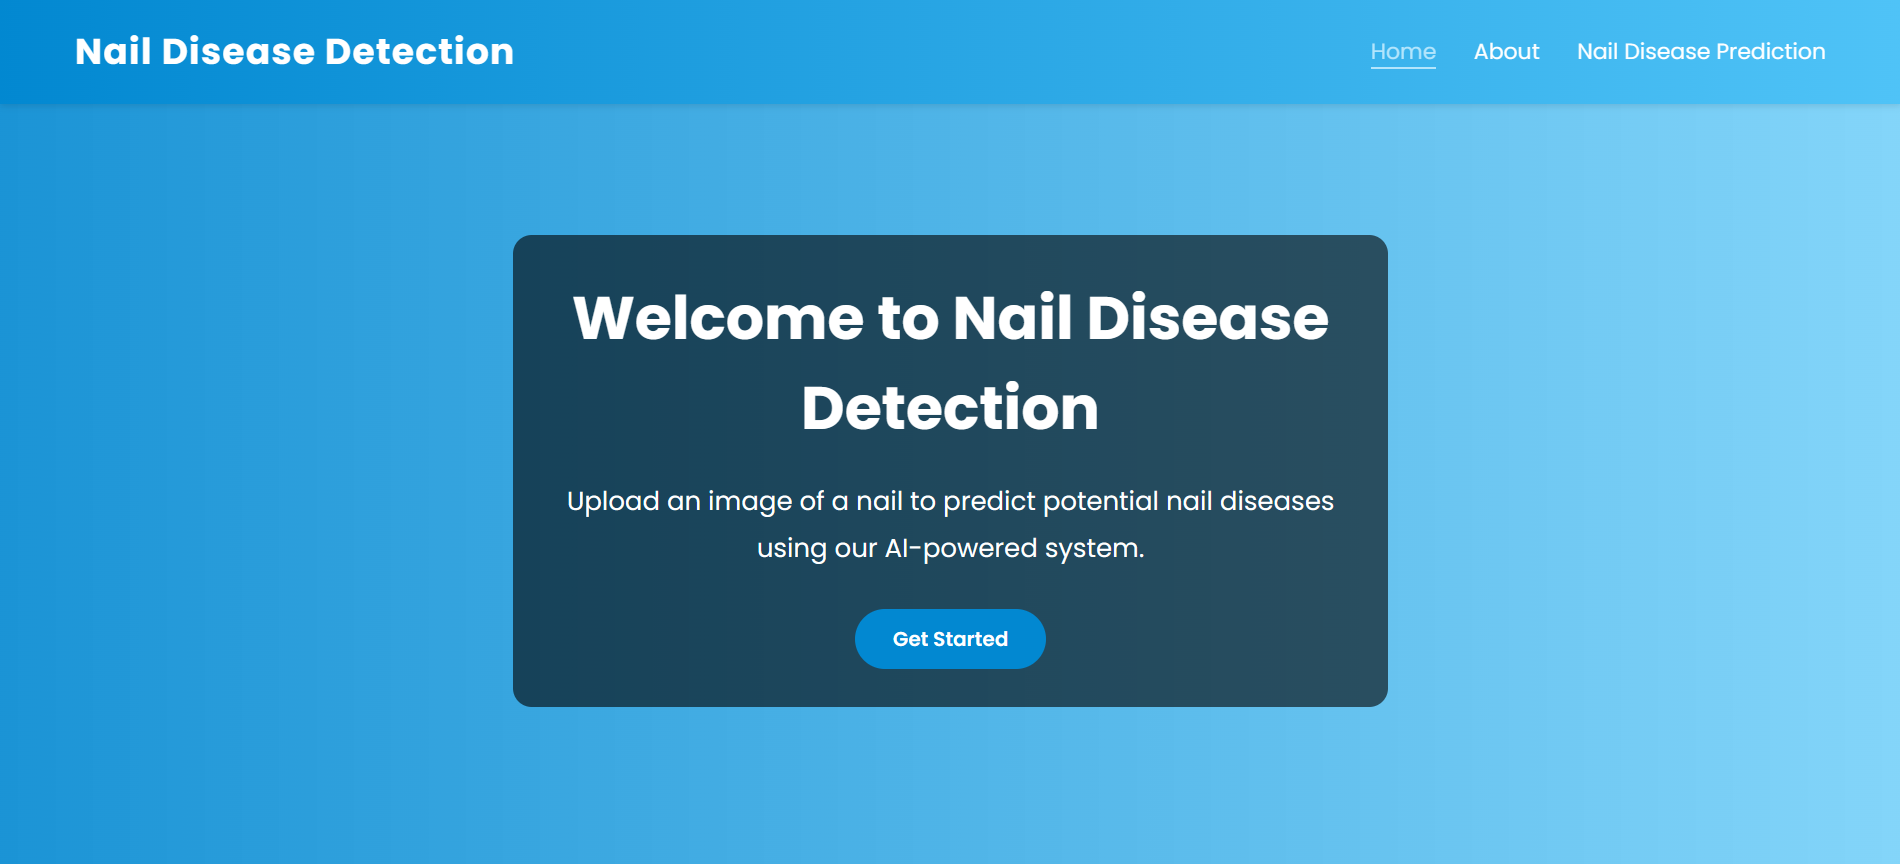 Nail Disease Detection
Home
About
Nail Disease Prediction
Welcome to Nail Disease
Detection
Upload an image of a nail to predict potential nail diseases
using our AI-powered system.
Get Started